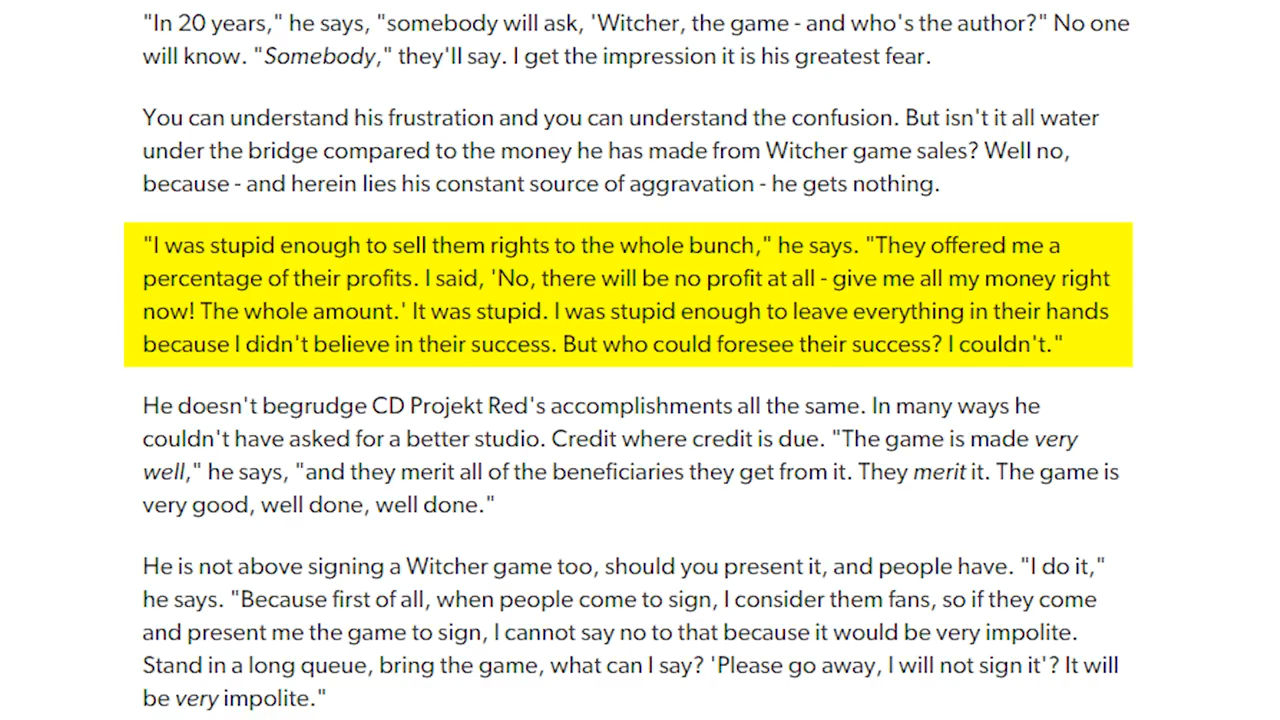 "In 20 years," he says, "somebody will ask, 'Witcher, the game - and who's the author?" No one
will know. "Somebody," they'll say. I get the impression it is his greatest fear.
You can understand his frustration and you can understand the confusion. But isn't it all water
under the bridge compared to the money he has made from Witcher game sales? Well no,
because - and herein lies his constant source of aggravation - he gets nothing.
"I was stupid enough to sell them rights to the whole bunch," he says. "They offered me a
percentage of their profits. I said, 'No, there will be no profit at all - give me all my money right
now! The whole amount.' It was stupid. I was stupid enough to leave everything in their hands
because I didn't believe in their success. But who could foresee their success? I couldn't."
He doesn't begrudge CD Projekt Red's accomplishments all the same. In many ways he
couldn't have asked for a better studio. Credit where credit is due. "The game is made very
well," he says, "and they merit all of the beneficiaries they get from it. They merit it. The game is
very good, well done, well done."
He is not above signing a Witcher game too, should you present it, and people have. "I do it,"
he says. "Because first of all, when people come to sign, I consider them fans, so if they come
and present me the game to sign, I cannot say no to that because it would be very impolite.
Stand in a long queue, bring the game, what can I say? 'Please go away, I will not sign it'? It will
be very impolite."